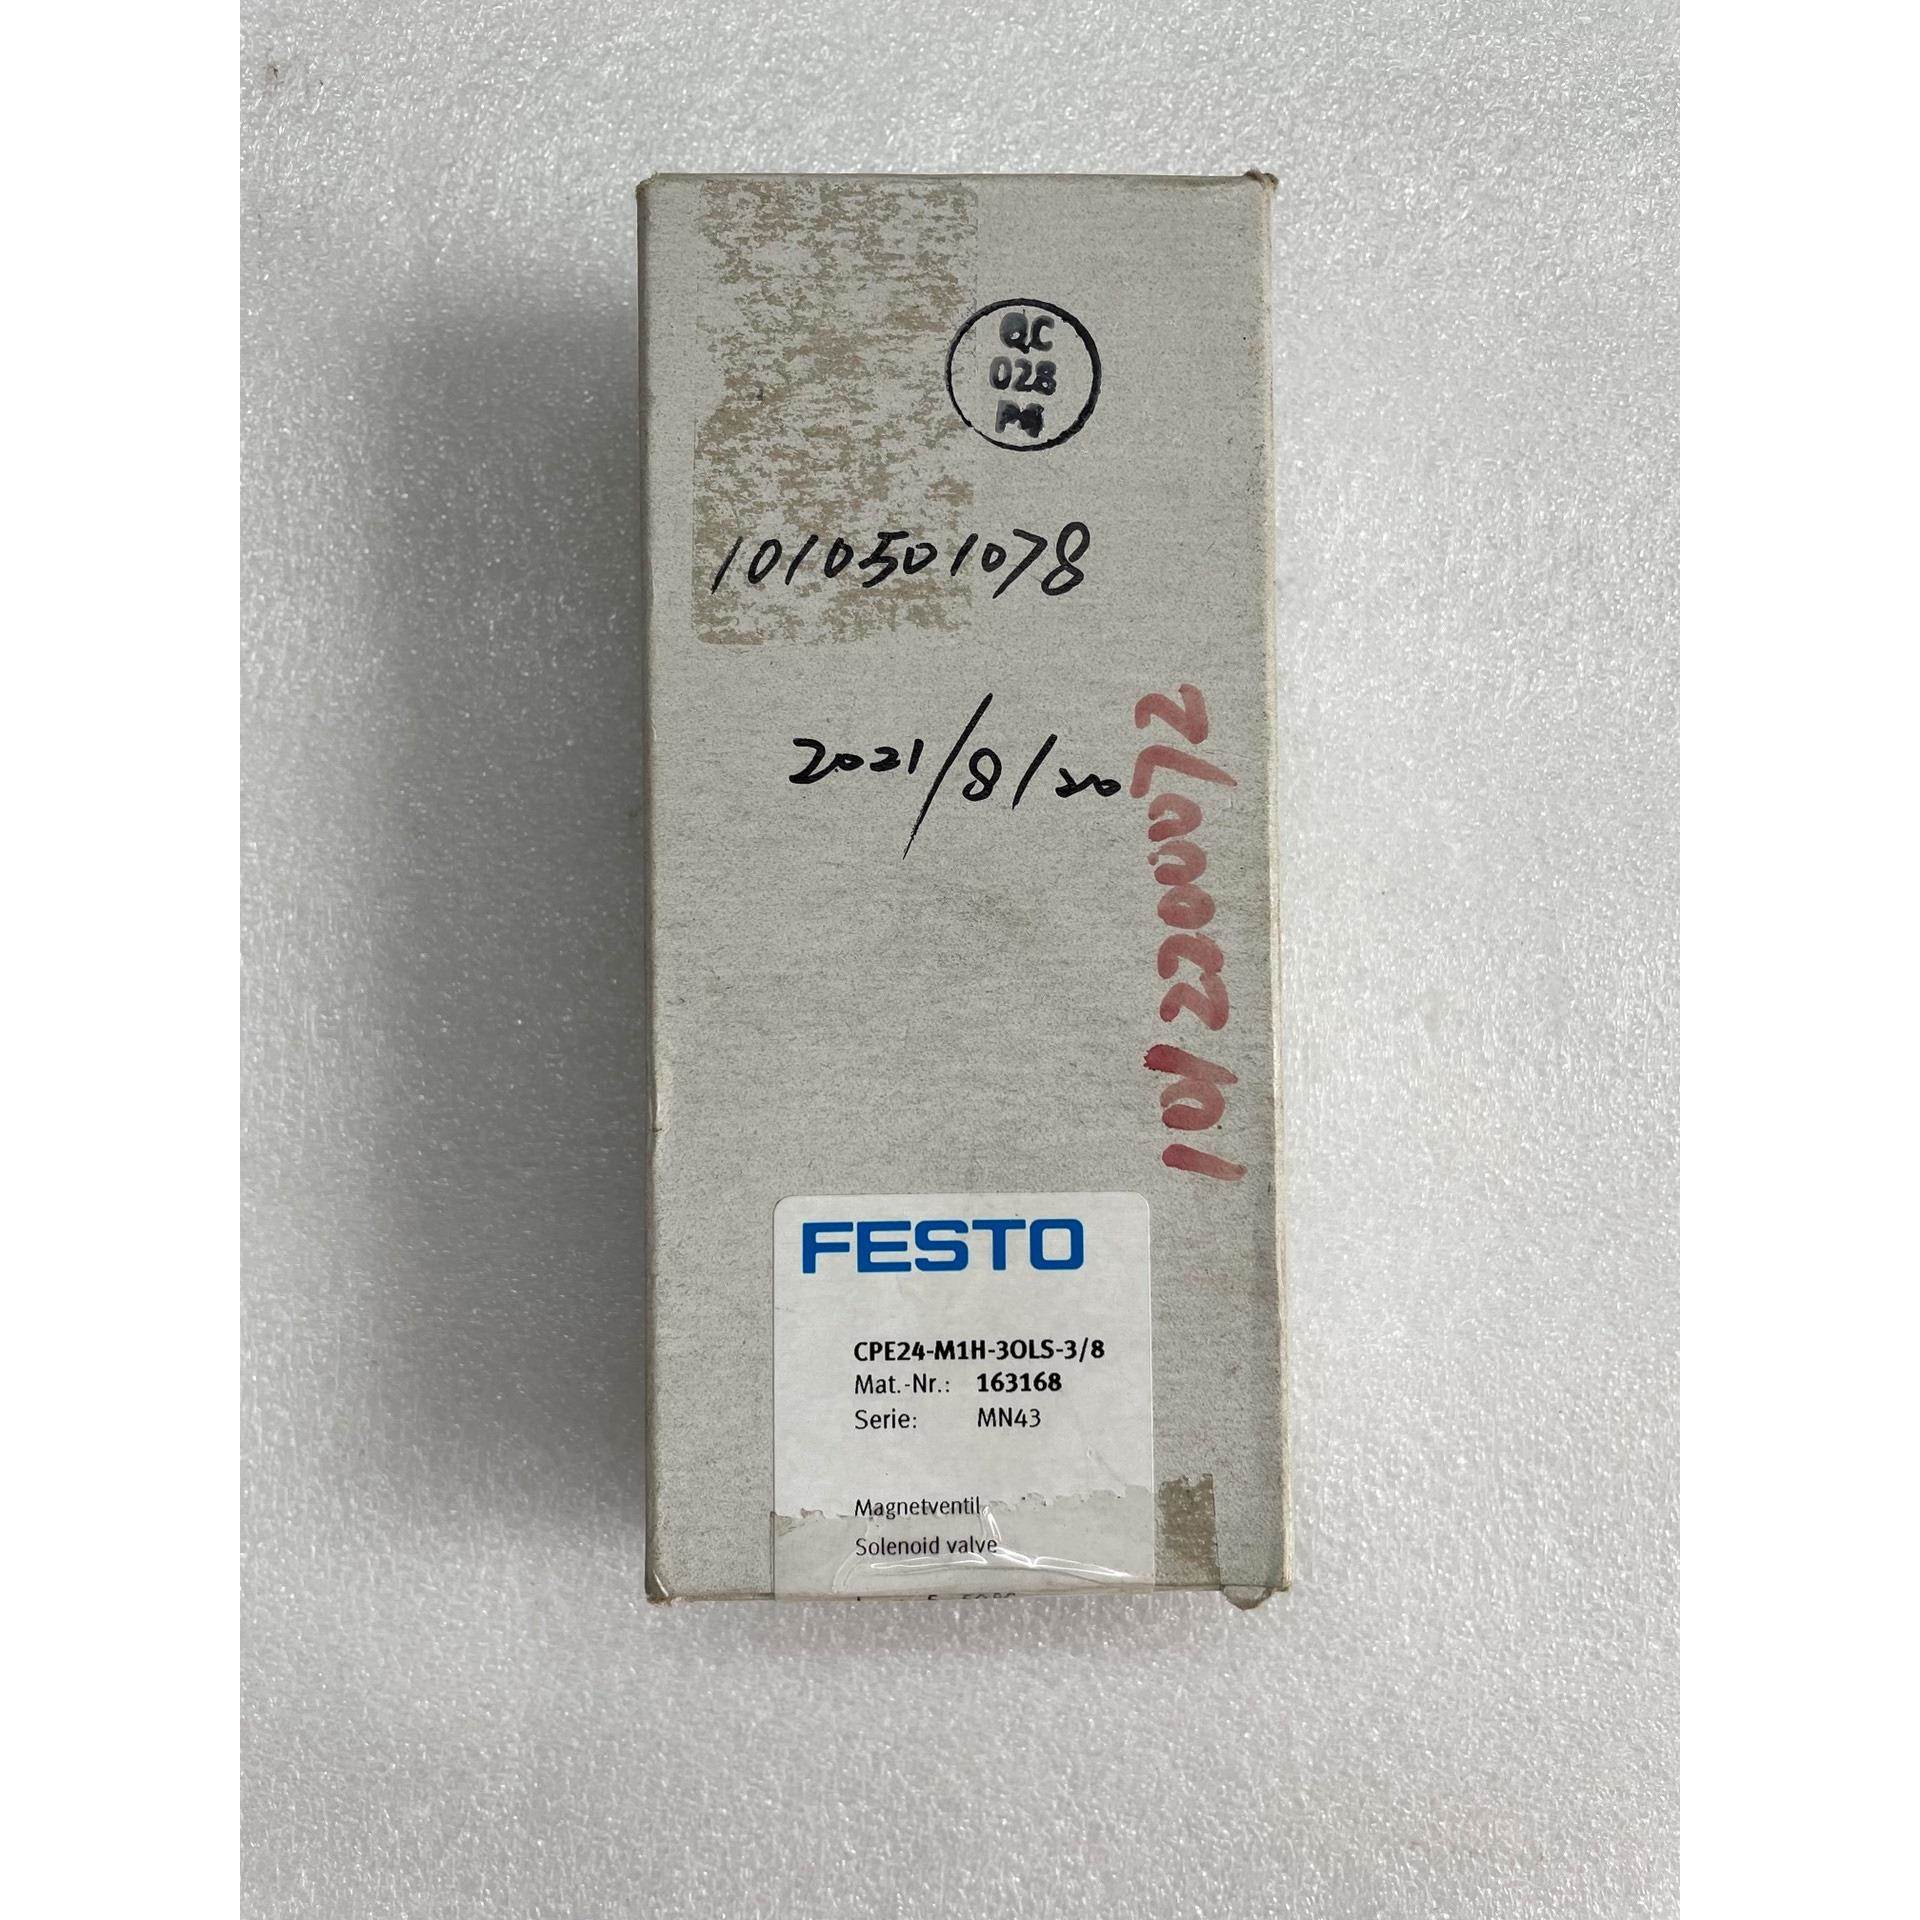 QC
028
1010501078
2021/8/20
1012200072
FESTO
CPE24-M1H-3OLS-3/8
Mat.-Nr.: 163168
Serie: MN43
Magnetventil
Solenoid valve